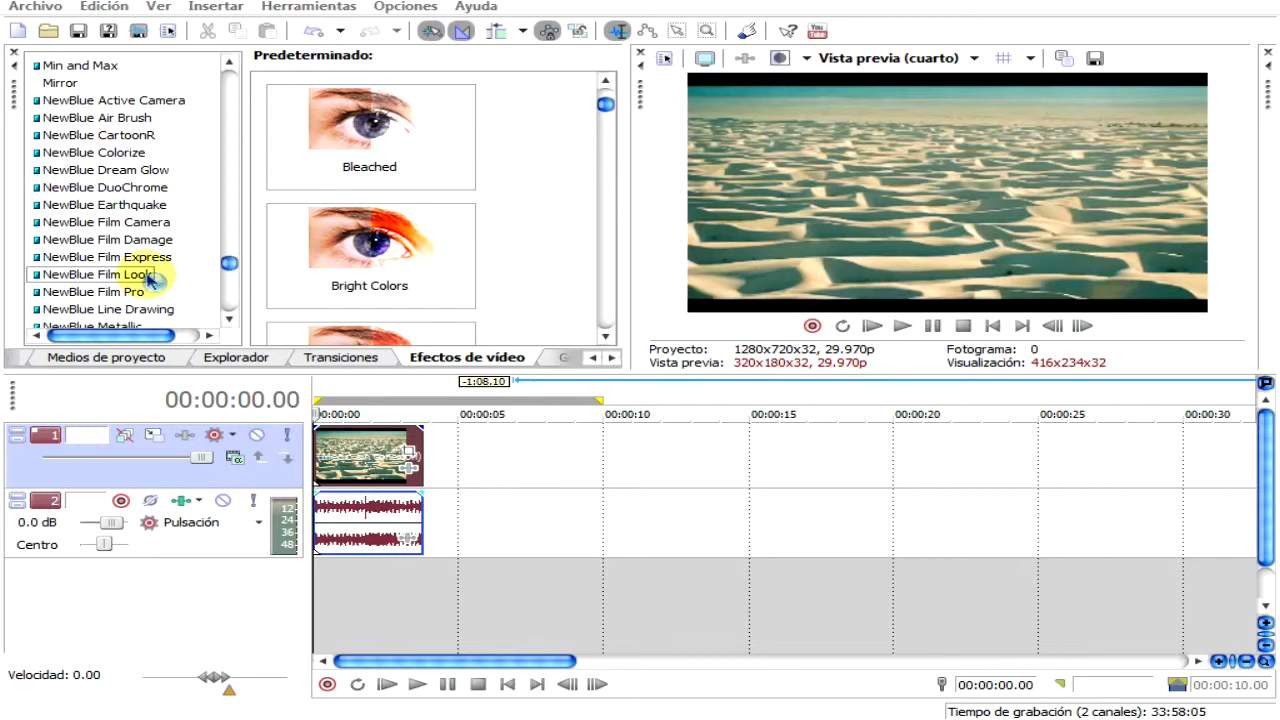 Archivo Edición Ver Insertar Herramientas Opciones Ayuda
Min and Max
Mirror
NewBlue Active Camera
NewBlue Air Brush
NewBlue CartoonR
NewBlue Colorize
NewBlue Dream Glow
NewBlue DuoChrome
NewBlue Earthquake
NewBlue Film Camera
NewBlue Film Damage
NewBlue Film Express
NewBlue Film Look
NewBlue Film Pro
NewBlue Line Drawing
NewBlue Metallic
Predeterminado:
Bleached
Bright Colors
Medios de proyecto Explorador Transiciones Efectos de vídeo G
You Tube
Vista previa (cuarto)
Proyecto: 1280x720x32, 29.970p Fotograma: 0
Vista previa: 320x180x32, 29.970p Visualización: 416x234x32
-1:08.10
00:00:00.00
0:00:00 00:00:05 00:00:10 00:00:15 00:00:20 00:00:25 00:00:30
1
2
0.0 dB Pulsación
Centro
12
24
36
48
Velocidad: 0.00
00:00:00.00 00:00:10.00
Tiempo de grabación (2 canales): 33:58:05